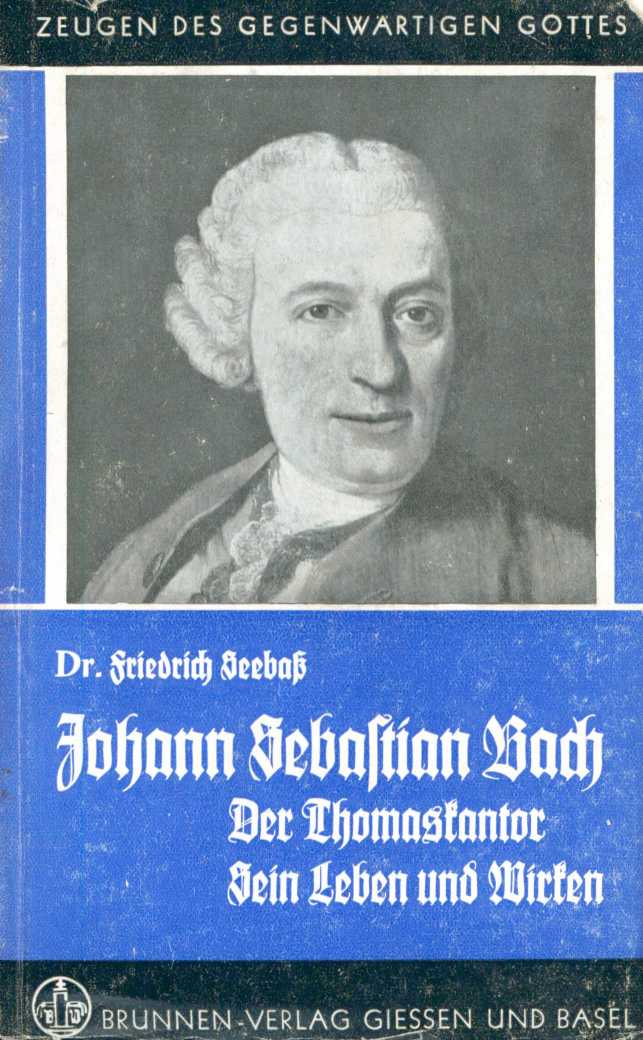 ZEUGEN DES GEGENWÄRTIGEN GOTTES
Dr. Friedrich Seebaß
Johann Sebastian Bach
Der Thomaskantor
Sein Leben und Wirken
BRUNNEN-VERLAG GIESSEN UND BASEL